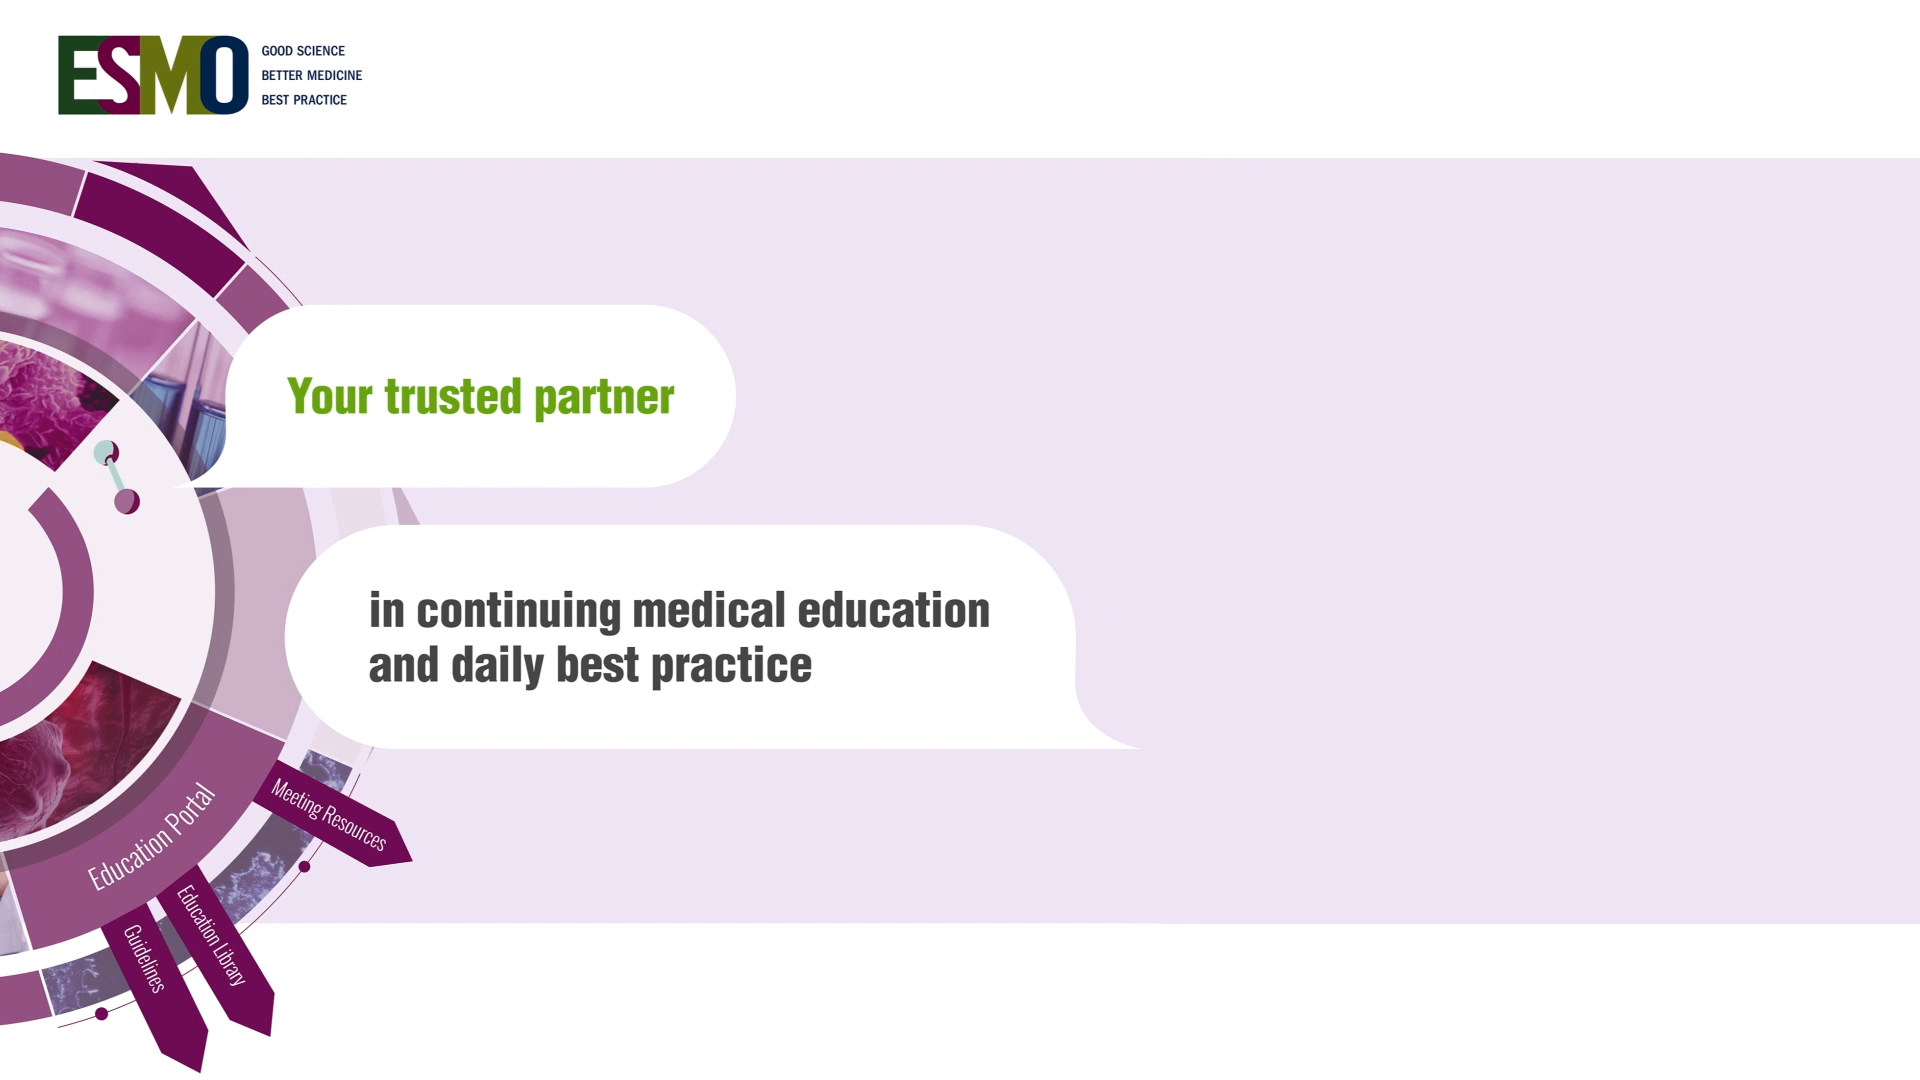 ESMO
GOOD SCIENCE
BETTER MEDICINE
BEST PRACTICE
Your trusted partner
in continuing medical education
and daily best practice
Meeting Resources
Education Portal
Education Library
Guidelines